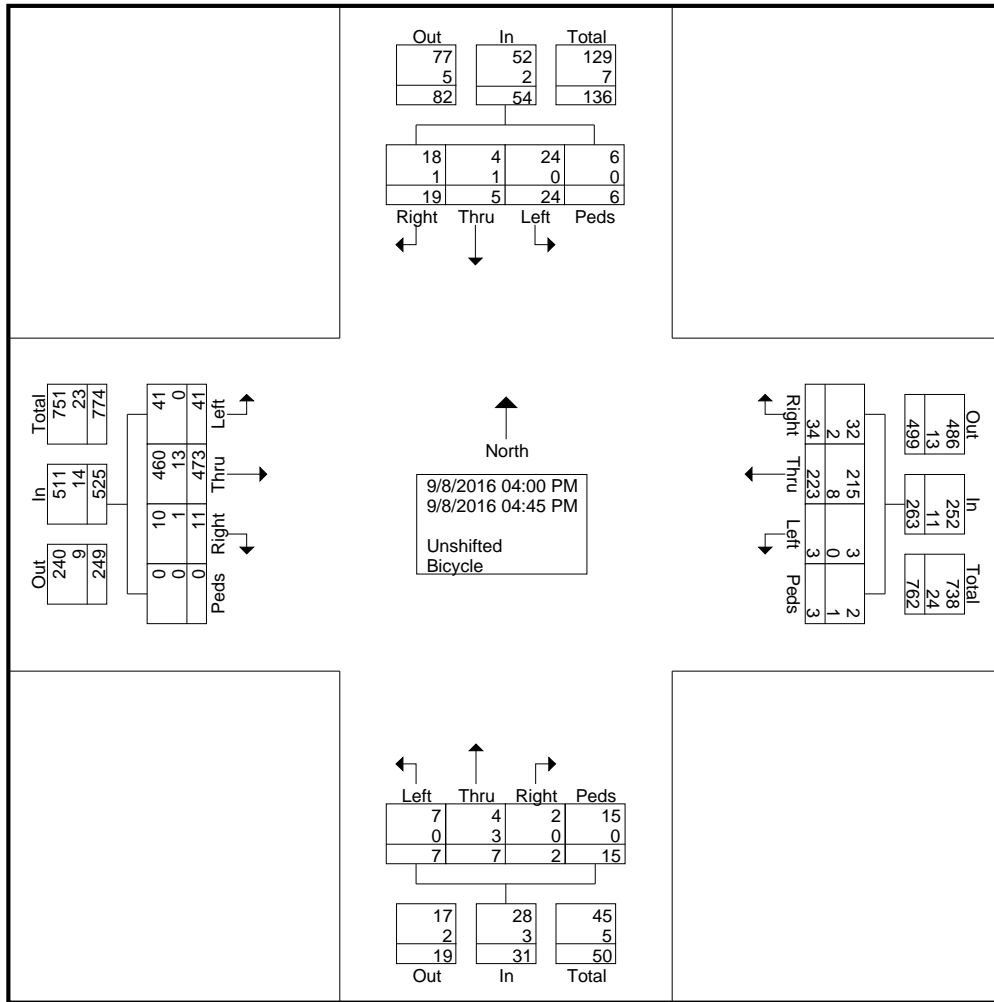 Out In Total
77 52 129
5 2 7
82 54 136
18 4 24 6
1 1 0 0
19 5 24 6
Right Thru Left Peds
Total
751
23
774
In
511
14
525
Out
240
9
249
41 460 10 0
0 13 1 0
41 473 11 0
Left Thru Right Peds
North
9/8/2016 04:00 PM
9/8/2016 04:45 PM
Unshifted
Bicycle
Right Thru Left Peds
32 215 3 2
2 8 0 1
34 223 3 3
Out
486
13
499
In
252
11
263
Total
738
24
762
Left Thru Right Peds
7 4 2 15
0 3 0 0
7 7 2 15
17 28 45
2 3 5
19 31 50
Out In Total